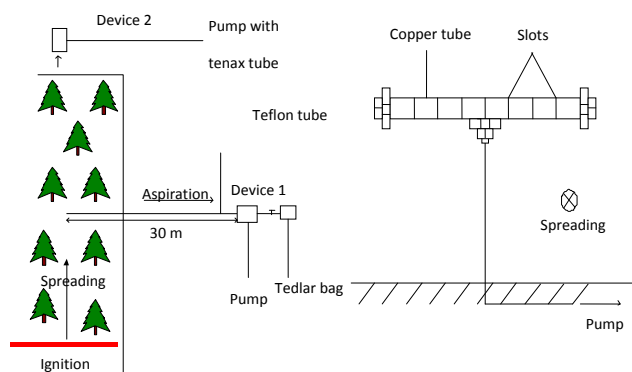 Device 2
Pump with
tenax tube
Teflon tube
Aspiration
Device 1
30 m
Spreading
Pump
Tedlar bag
Ignition
Copper tube
Slots
Spreading
Pump